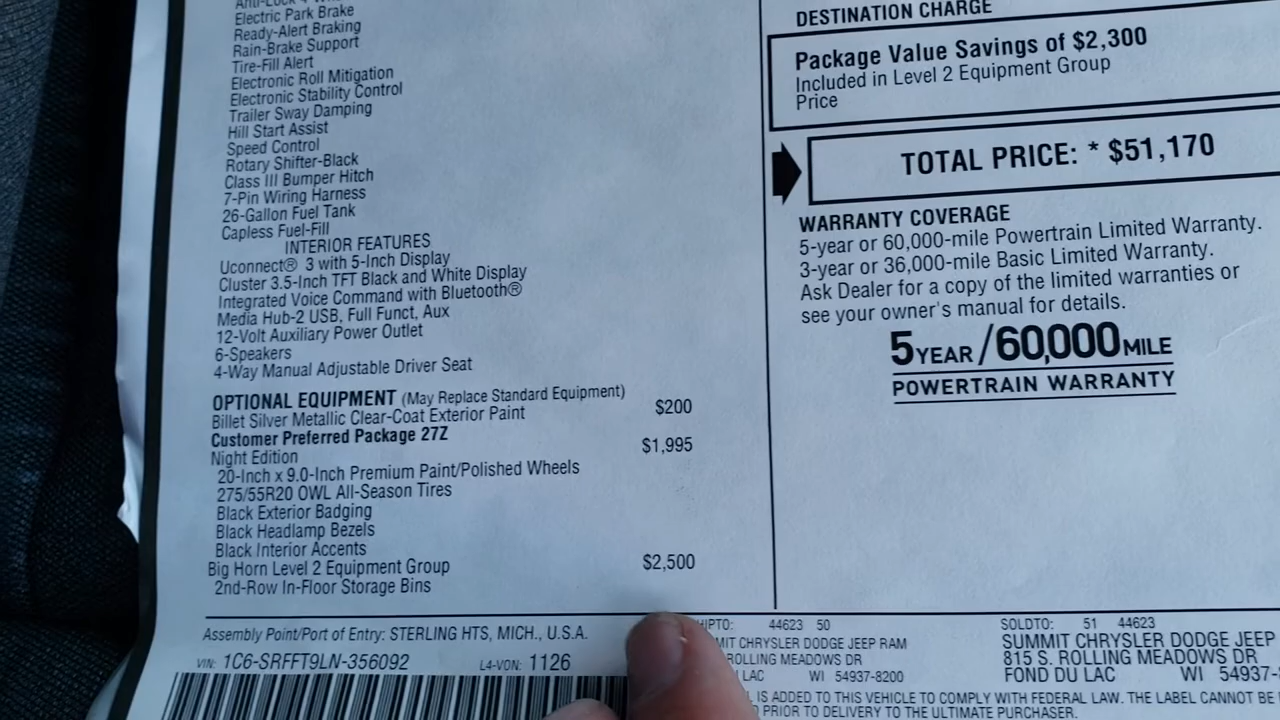 Electric Park Brake
Ready-Alert Braking
Rain-Brake Support
Tire-Fill Alert
Electronic Roll Mitigation
Electronic Stability Control
Trailer Sway Damping
Hill Start Assist
Speed Control
Rotary Shifter-Black
Class III Bumper Hitch
7-Pin Wiring Harness
26-Gallon Fuel Tank
Capless Fuel-Fill
INTERIOR FEATURES
Uconnect® 3 with 5-Inch Display
Cluster 3.5-Inch TFT Black and White Display
Integrated Voice Command with Bluetooth®
Media Hub-2 USB, Full Funct, Aux
12-Volt Auxiliary Power Outlet
6-Speakers
4-Way Manual Adjustable Driver Seat
OPTIONAL EQUIPMENT (May Replace Standard Equipment)
Billet Silver Metallic Clear-Coat Exterior Paint $200
Customer Preferred Package 27Z
Night Edition $1,995
20-Inch x 9.0-Inch Premium Paint/Polished Wheels
275/55R20 OWL All-Season Tires
Black Exterior Badging
Black Headlamp Bezels
Black Interior Accents
Big Horn Level 2 Equipment Group $2,500
2nd-Row In-Floor Storage Bins
DESTINATION CHARGE
Package Value Savings of $2,300
Included in Level 2 Equipment Group
Price
TOTAL PRICE: * $51,170
WARRANTY COVERAGE
5-year or 60,000-mile Powertrain Limited Warranty.
3-year or 36,000-mile Basic Limited Warranty.
Ask Dealer for a copy of the limited warranties or
see your owner's manual for details.
5YEAR/60,000MILE
POWERTRAIN WARRANTY
Assembly Point/Port of Entry: STERLING HTS, MICH., U.S.A.
VIN: 1C6-SRFFT9LN-356092 L4-VON: 1126
44623 50
CHRYSLER DODGE JEEP RAM
ROLLING MEADOWS DR
LAC WI 54937-8200
SOLDTO: 51 44623
SUMMIT CHRYSLER DODGE JEEP
815 S. ROLLING MEADOWS DR
FOND DU LAC WI 54937-
IS ADDED TO THIS VEHICLE TO COMPLY WITH FEDERAL LAW. THE LABEL CANNOT BE
PRIOR TO DELIVERY TO THE ULTIMATE PURCHASER.